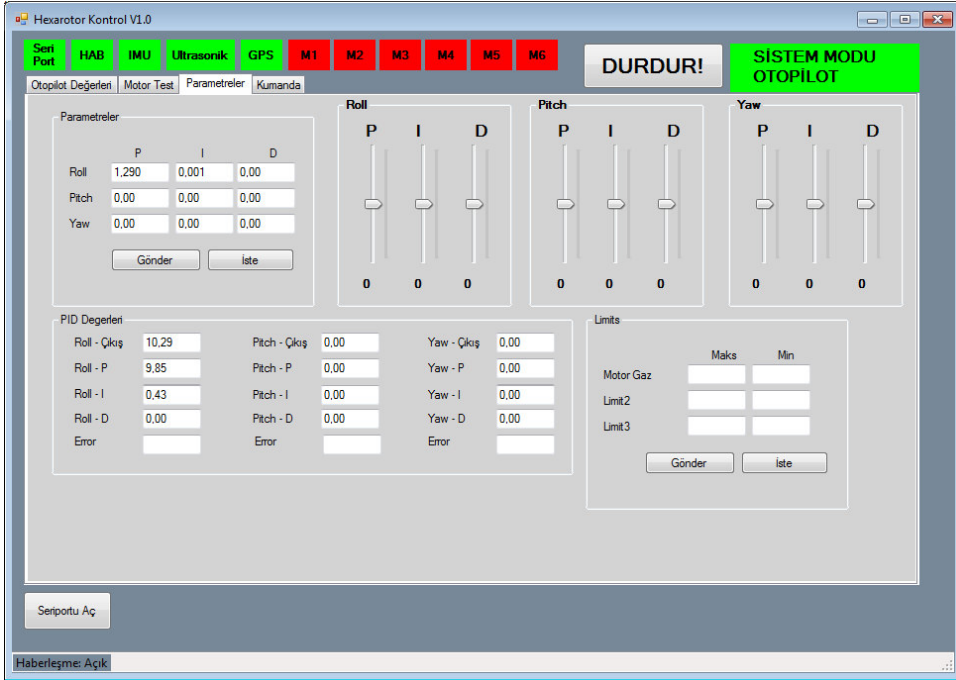 Hexarotor Kontrol V1.0
Seri Port HAB IMU Ultrasonik GPS M1 M2 M3 M4 M5 M6
DURDUR!
SİSTEM MODU
OTOPİLOT
Otopilot Değerleri Motor Test Parametreler Kumanda
Parametreler
P I D
Roll 1,290 0,001 0,00
Pitch 0,00 0,00 0,00
Yaw 0,00 0,00 0,00
Gönder İste
Roll
P I D
0 0 0
Pitch
P I D
0 0 0
Yaw
P I D
0 0 0
PID Degerleri
Roll - Çıkış 10,29 Pitch - Çıkış 0,00 Yaw - Çıkış 0,00
Roll - P 9,85 Pitch - P 0,00 Yaw - P 0,00
Roll - I 0,43 Pitch - I 0,00 Yaw - I 0,00
Roll - D 0,00 Pitch - D 0,00 Yaw - D 0,00
Error Error Error
Limits
Maks Min
Motor Gaz
Limit2
Limit3
Gönder İste
Seriportu Aç
Haberleşme: Açık